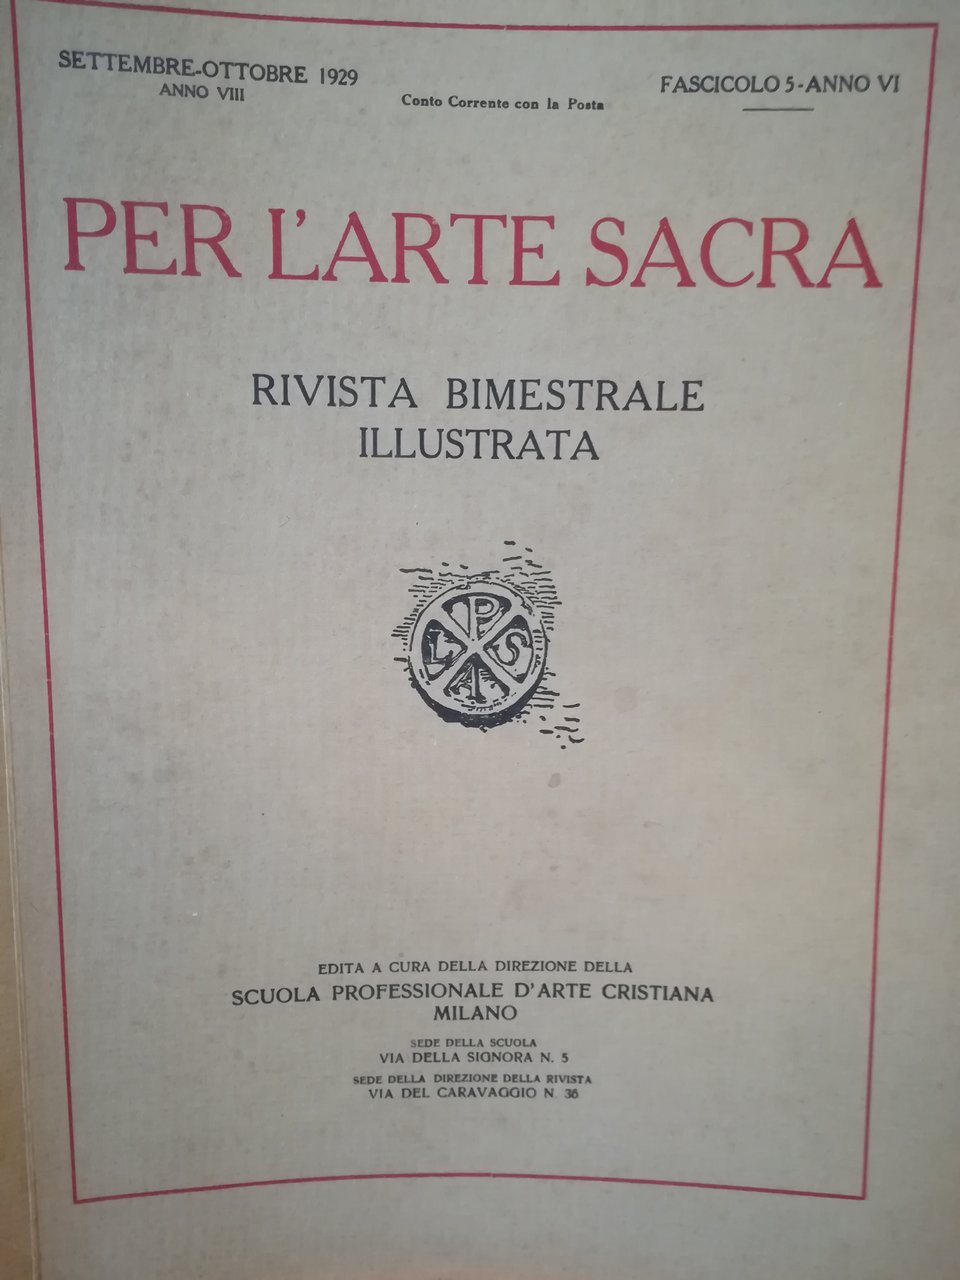 SETTEMBRE-OTTOBRE 1929
ANNO VIII
Conto Corrente con la Posta
FASCICOLO 5-ANNO VI
PER L'ARTE SACRA
RIVISTA BIMESTRALE
ILLUSTRATA
P
L S
A
EDITA A CURA DELLA DIREZIONE DELLA
SCUOLA PROFESSIONALE D'ARTE CRISTIANA
MILANO
SEDE DELLA SCUOLA
VIA DELLA SIGNORA N. 5
SEDE DELLA DIREZIONE DELLA RIVISTA
VIA DEL CARAVAGGIO N. 36